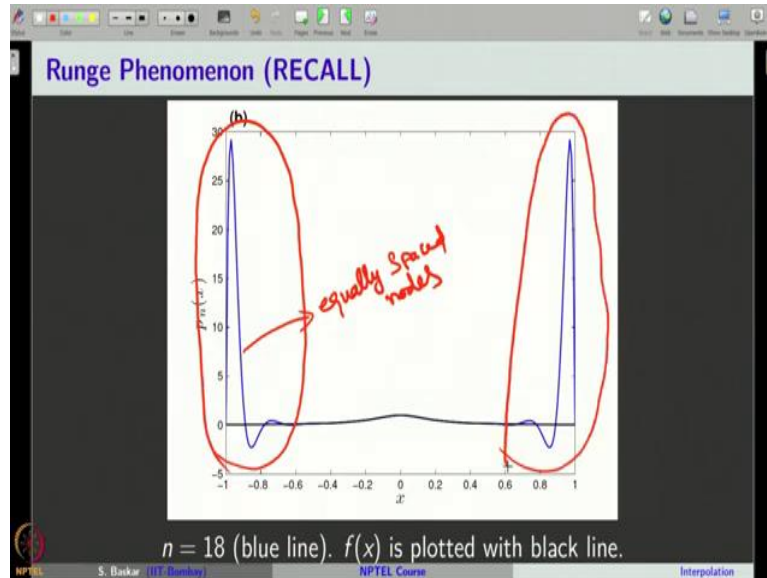 Runge Phenomenon (RECALL)
(b)
30
25
20
15
10
5
0
-5
-1 -0.8 -0.6 -0.4 -0.2 0 0.2 0.4 0.6 0.8 1
x
p_n(x)
equally spaced
nodes
n = 18 (blue line). f(x) is plotted with black line.
NPTEL S. Baskar (IIT-Bombay) NPTEL Course Interpolation